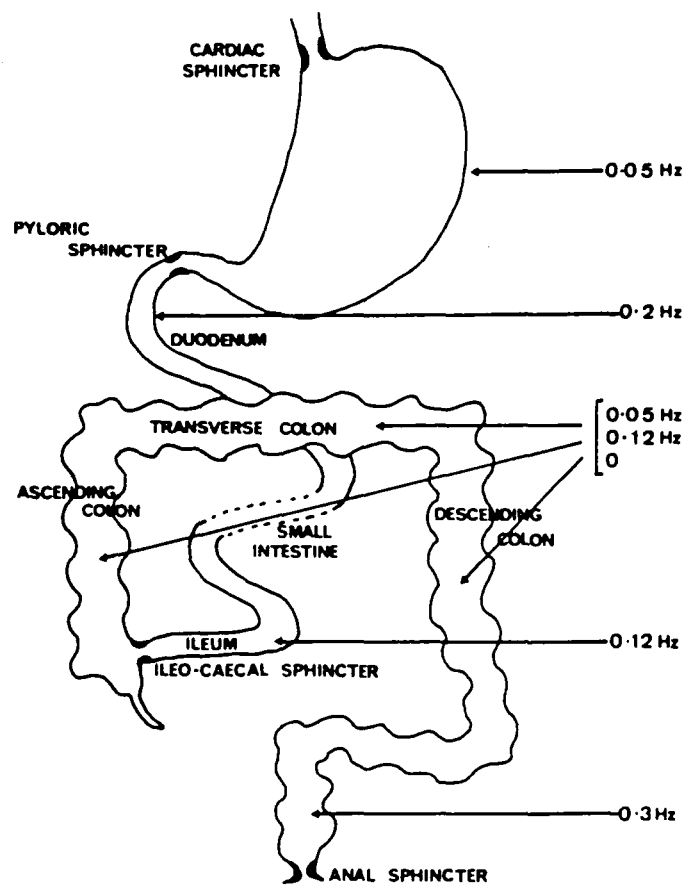 CARDIAC
SPHINCTER
0·05 Hz
PYLORIC
SPHINCTER
0·2 Hz
DUODENUM
0·05 Hz
TRANSVERSE COLON
0·12 Hz
0
ASCENDING
COLON
DESCENDING
COLON
SMALL
INTESTINE
ILEUM
0·12 Hz
ILEO-CAECAL SPHINCTER
0·3 Hz
ANAL SPHINCTER